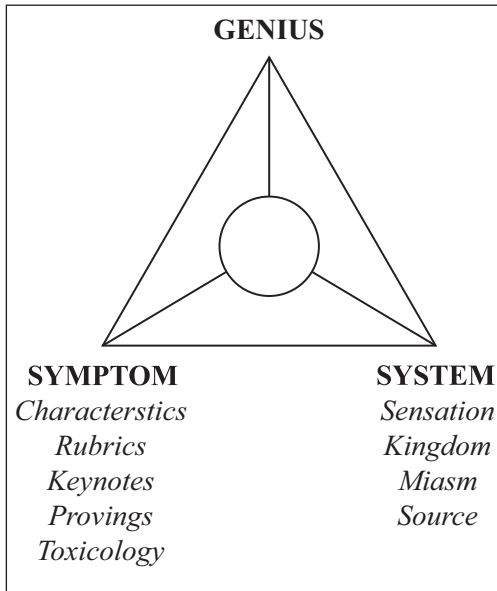 GENIUS
SYMPTOM
Characterstics
Rubrics
Keynotes
Provings
Toxicology
SYSTEM
Sensation
Kingdom
Miasm
Source